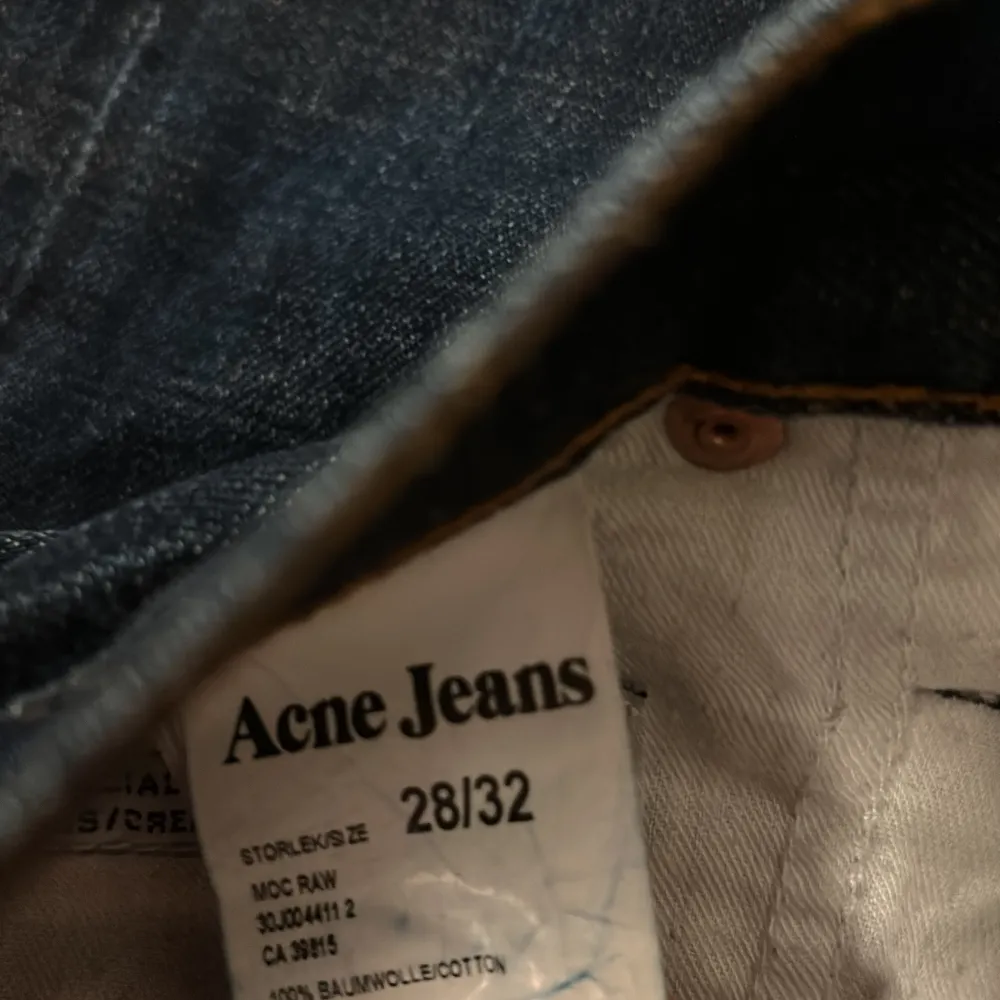 Acne Jeans
28/32
STORLEK/SIZE
MOC RAW
30J004411 2
CA 39815
100% BAUMWOLLE/COTTON